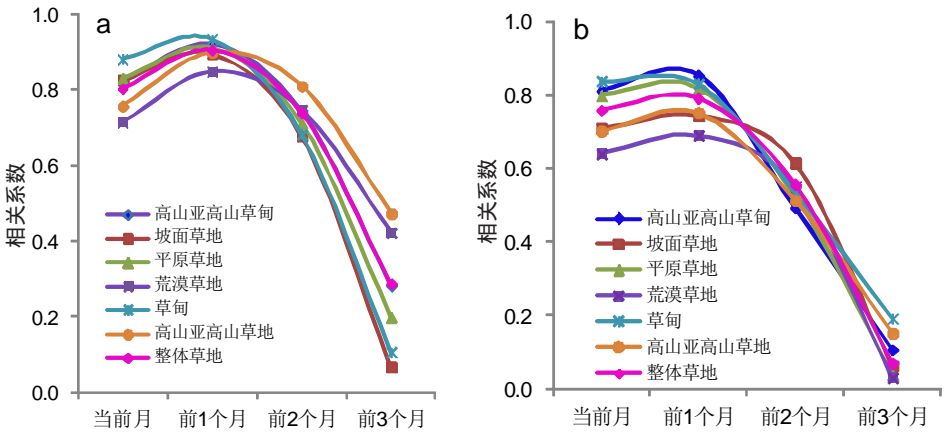 a
相关系数
1.0
0.8
0.6
0.4
0.2
0.0
高山亚高山草甸
坡面草地
平原草地
荒漠草地
草甸
高山亚高山草地
整体草地
当前月 前1个月 前2个月 前3个月
b
相关系数
1.0
0.8
0.6
0.4
0.2
0.0
高山亚高山草甸
坡面草地
平原草地
荒漠草地
草甸
高山亚高山草地
整体草地
当前月 前1个月 前2个月 前3个月